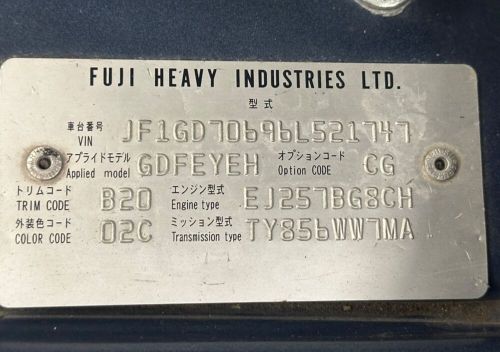 FUJI HEAVY INDUSTRIES LTD.
型式
車台番号 VIN JF1GD70696L521747
アプライドモデル Applied model GDFEYEH オプションコード Option CODE CG
トリムコード TRIM CODE B20 エンジン型式 Engine type EJ257BG8CH
外装色コード COLOR CODE 02C ミッション型式 Transmission type TY856WW7MA